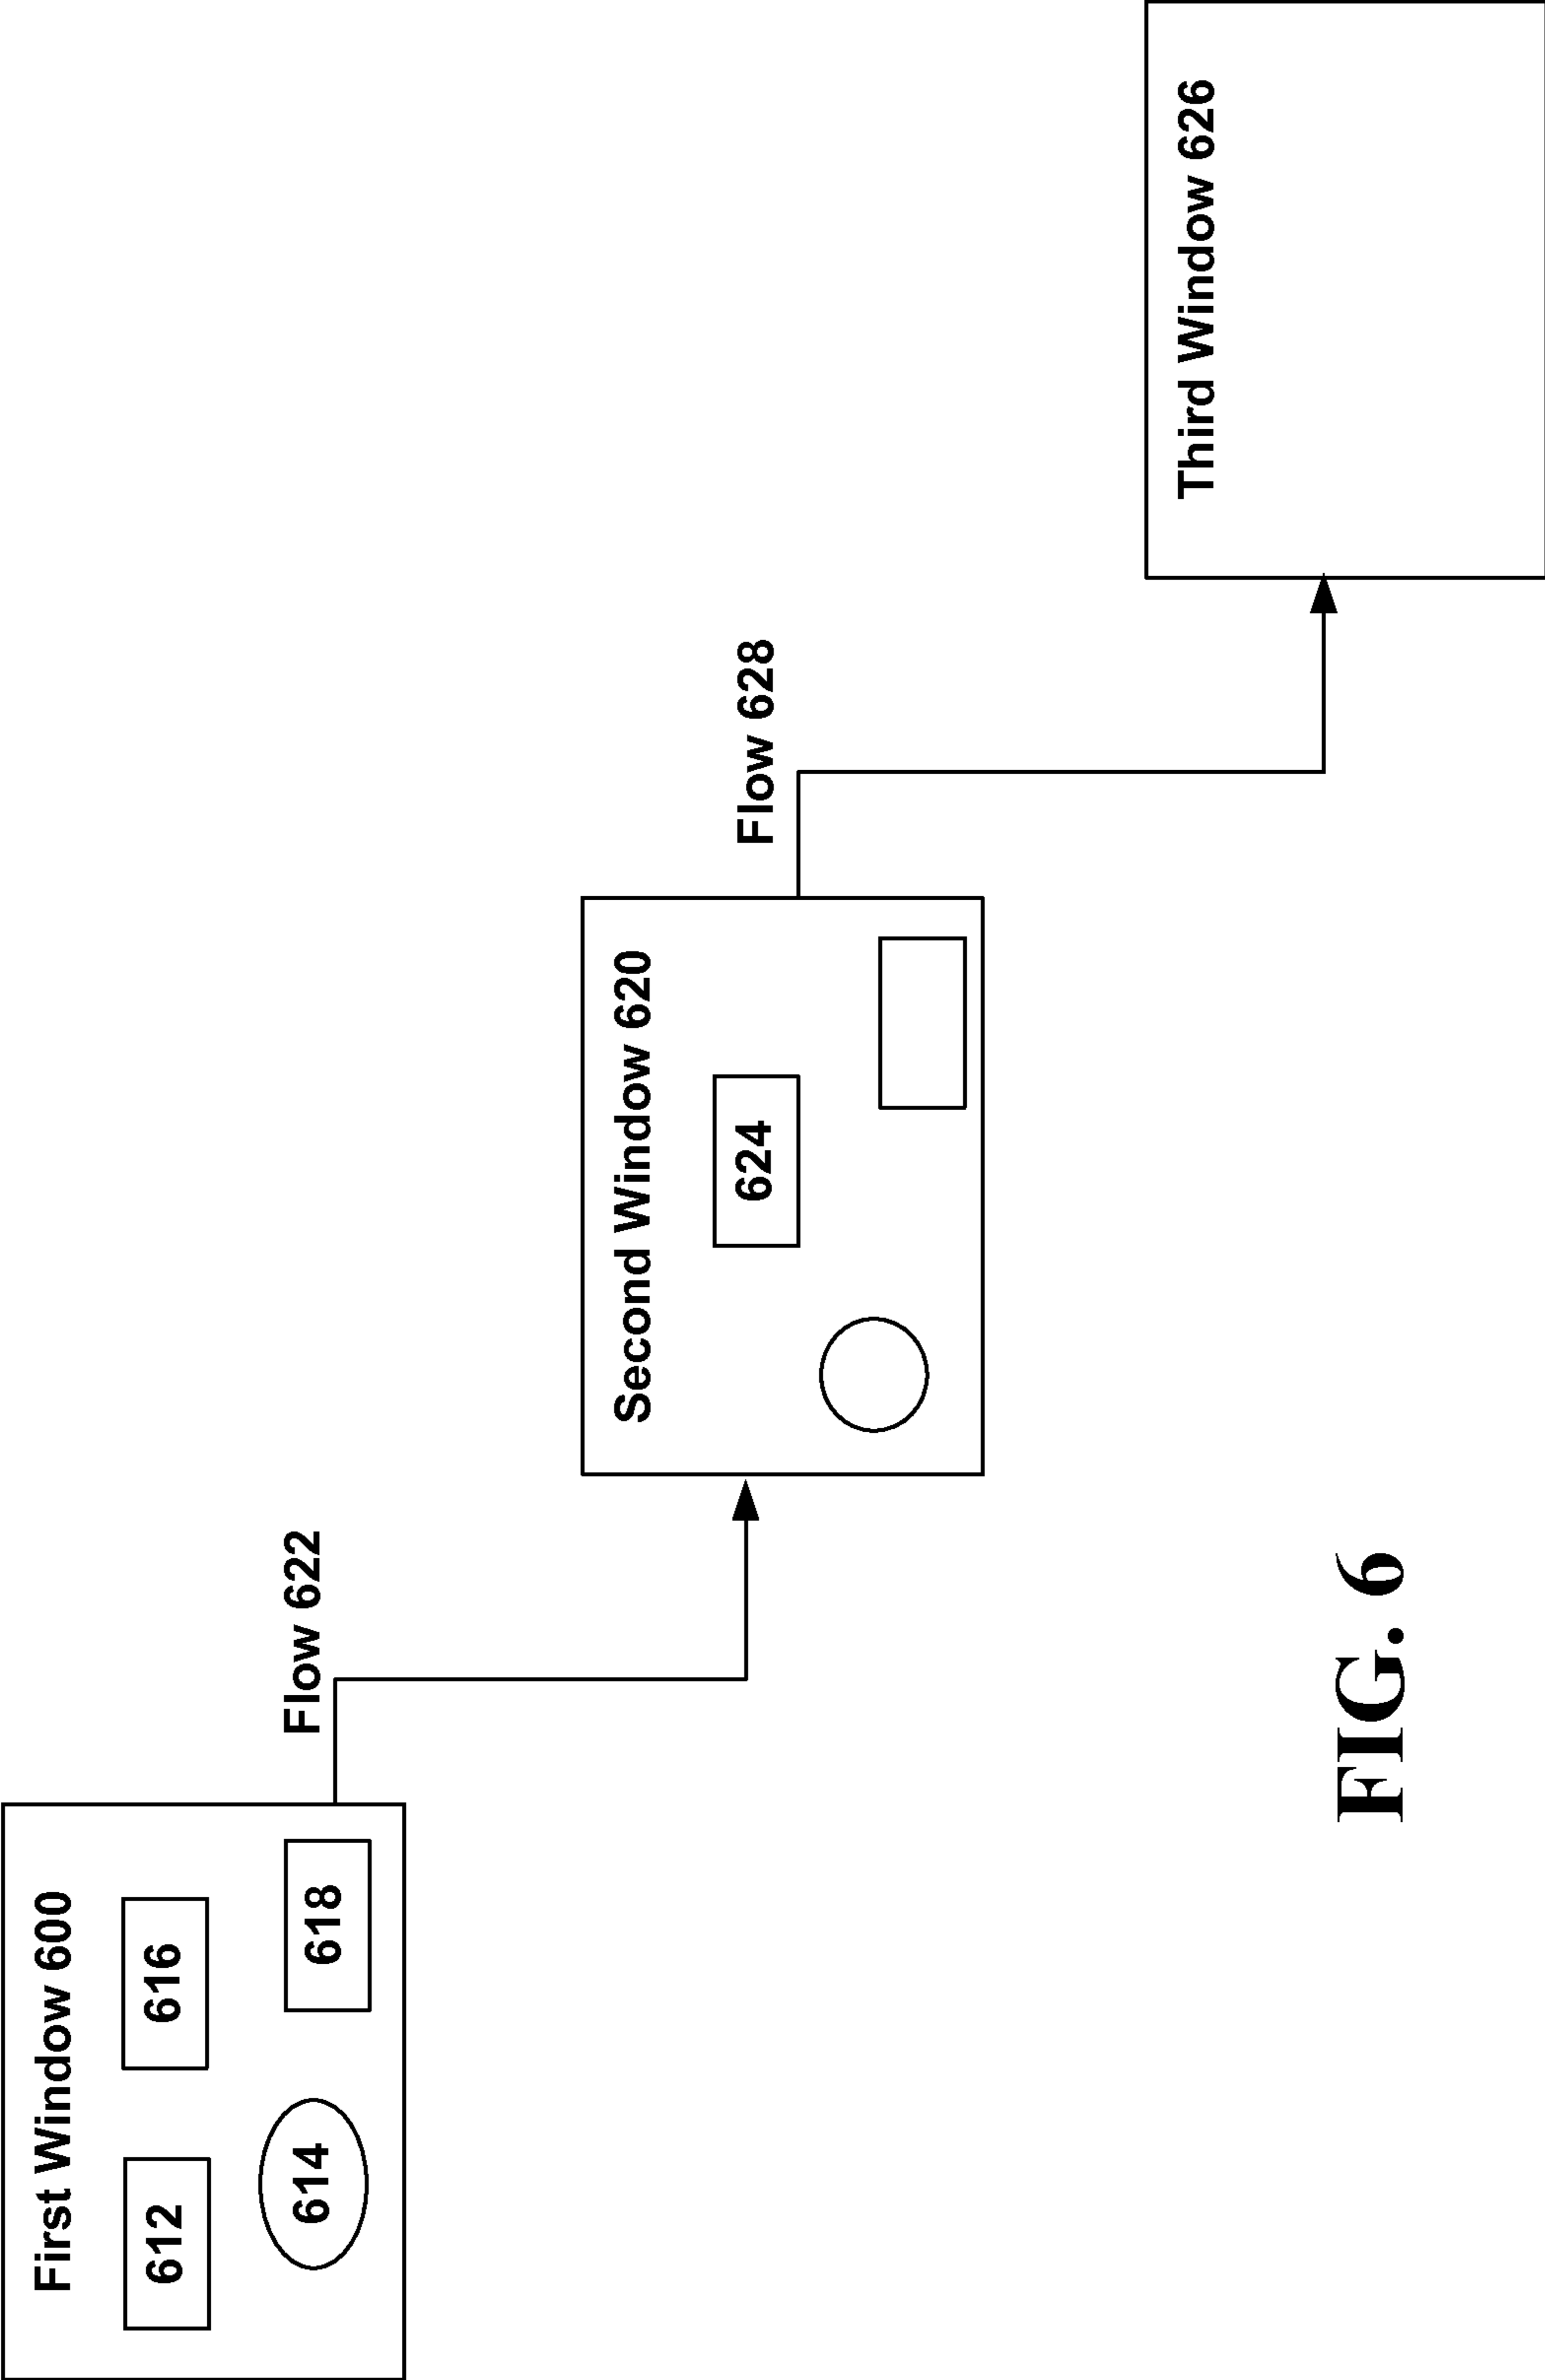 First Window 600
612
616
614
618
Flow 622
Second Window 620
624
Flow 628
Third Window 626
FIG. 6